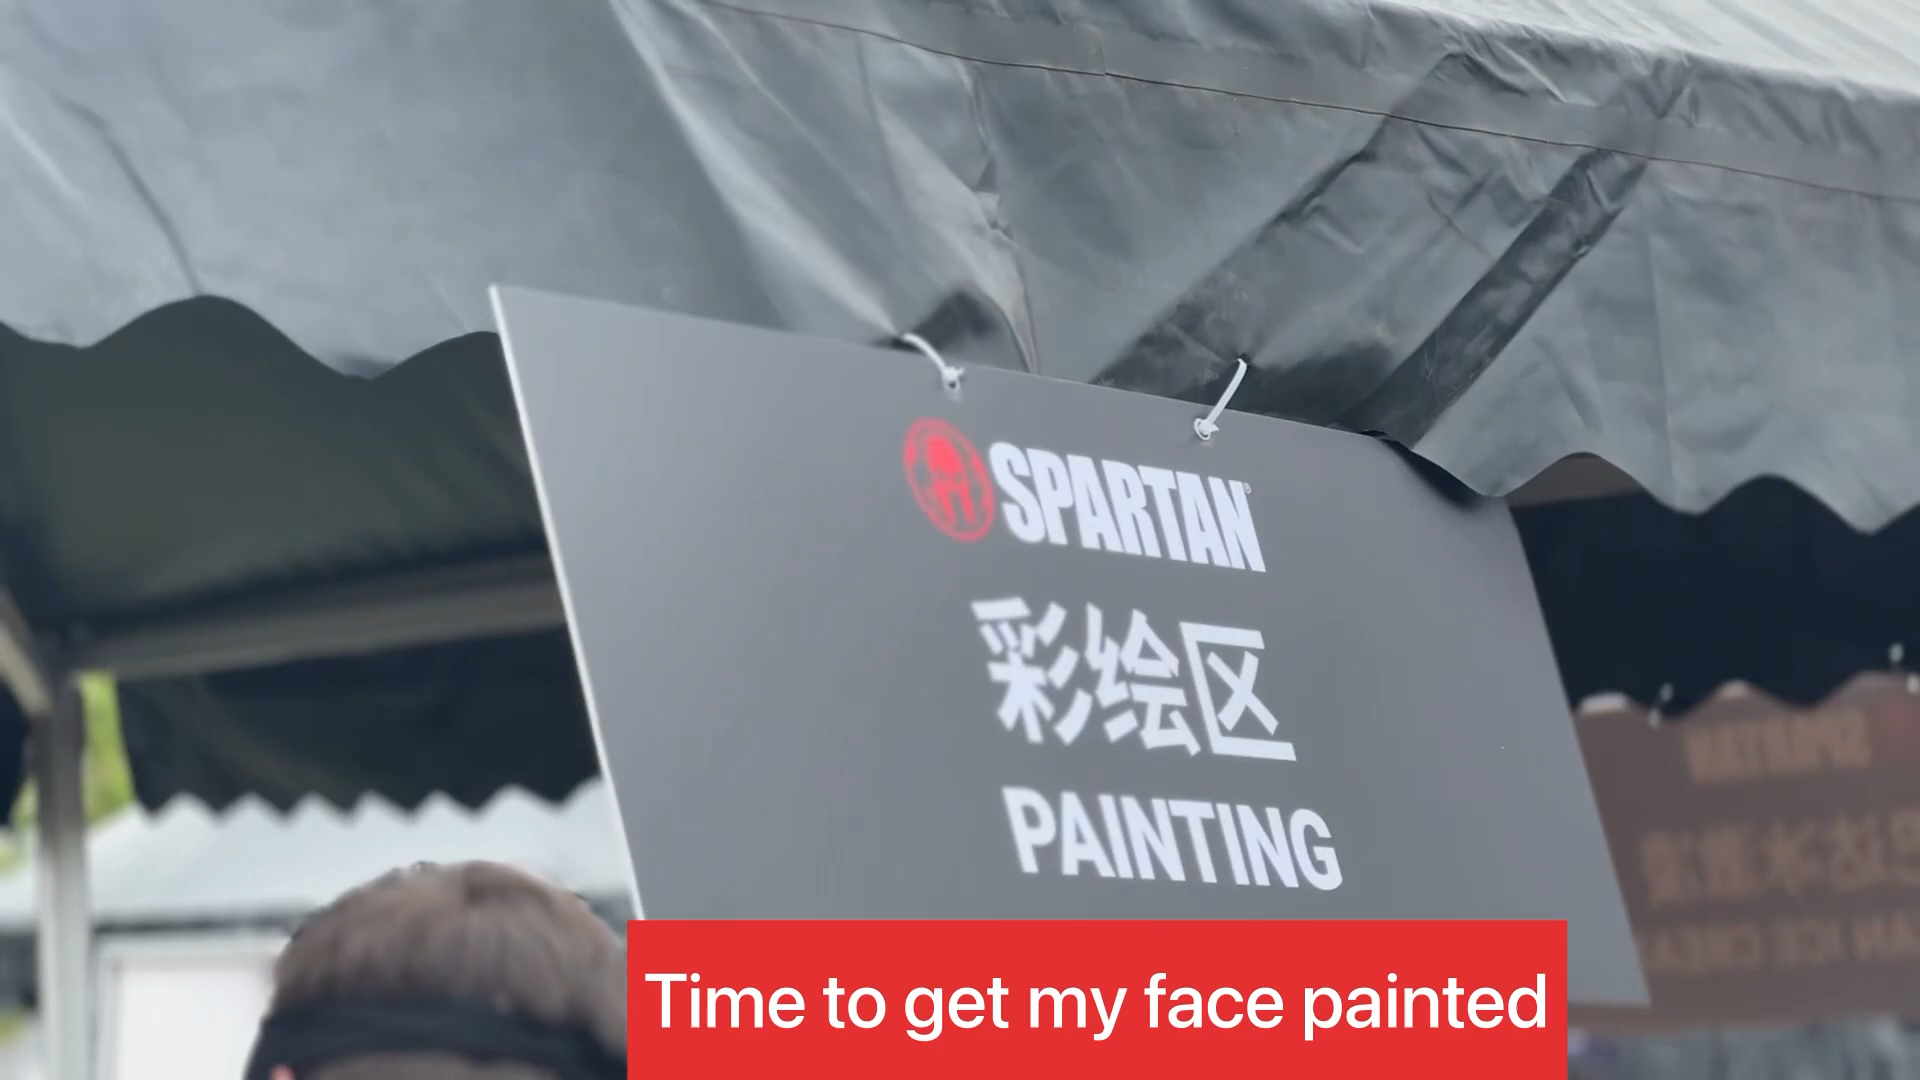 SPARTAN
彩绘区
PAINTING
Time to get my face painted